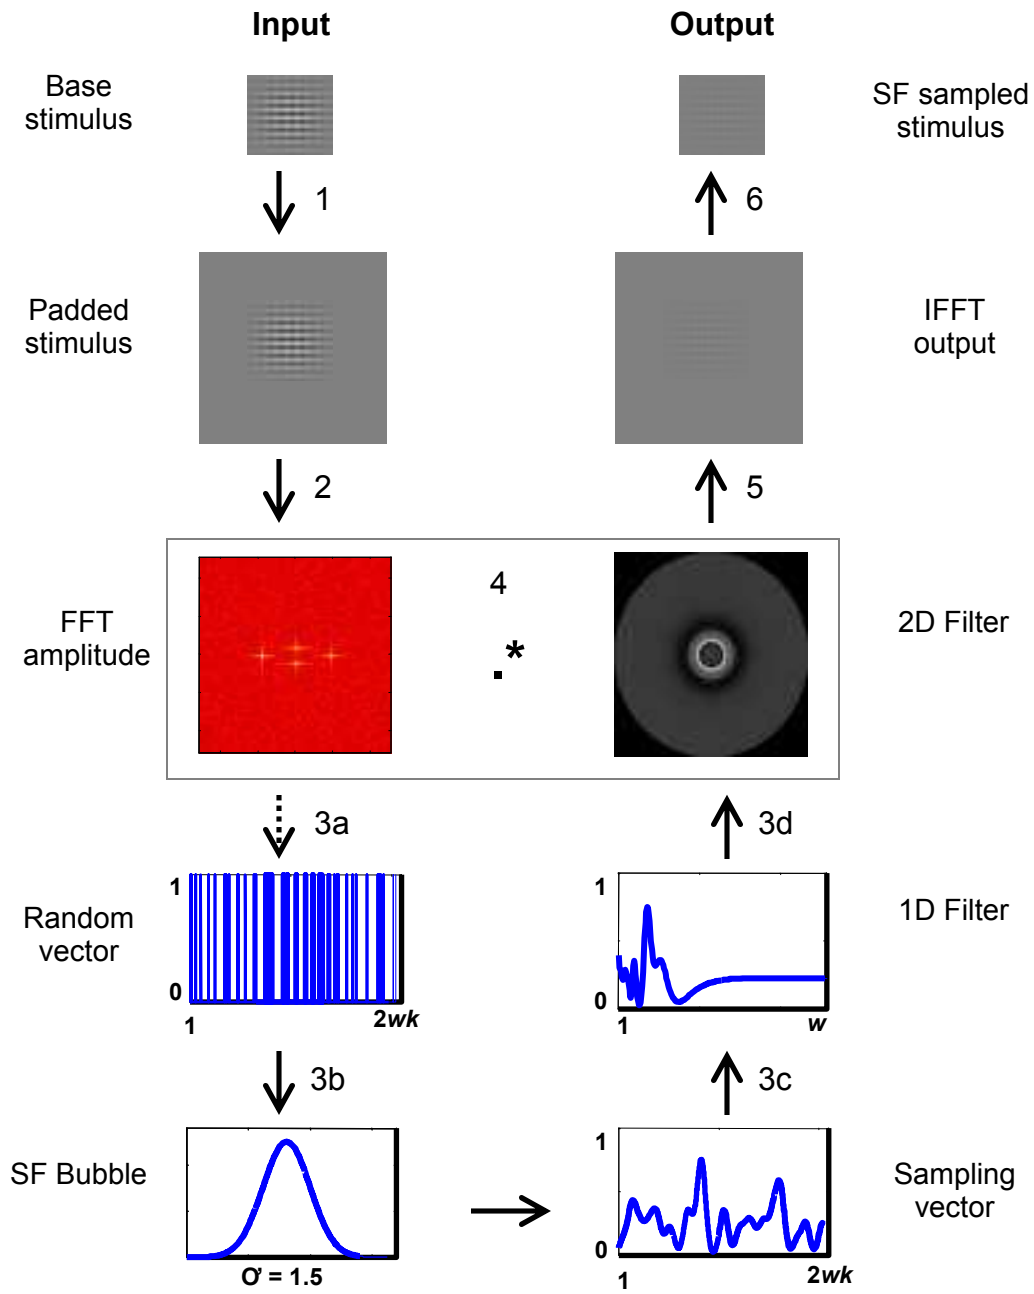 Input
Output
Base
stimulus
SF sampled
stimulus
1
6
Padded
stimulus
IFFT
output
2
5
FFT
amplitude
4
.*
2D Filter
3a
3d
Random
vector
1
0
1
2wk
1
0
1
w
1D Filter
3b
3c
SF Bubble
σ = 1.5
1
0
1
2wk
Sampling
vector